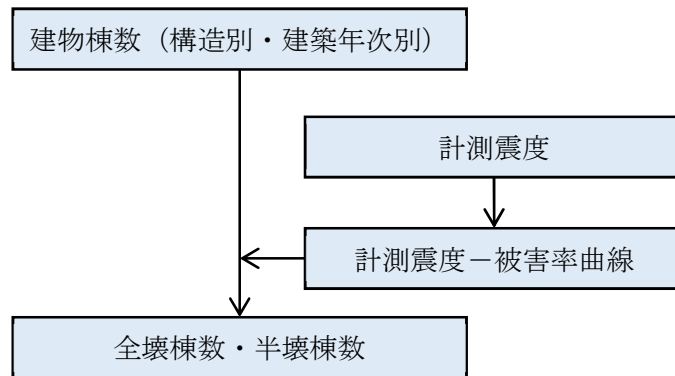 建物棟数（構造別・建築年次別）
計測震度
計測震度－被害率曲線
全壊棟数・半壊棟数